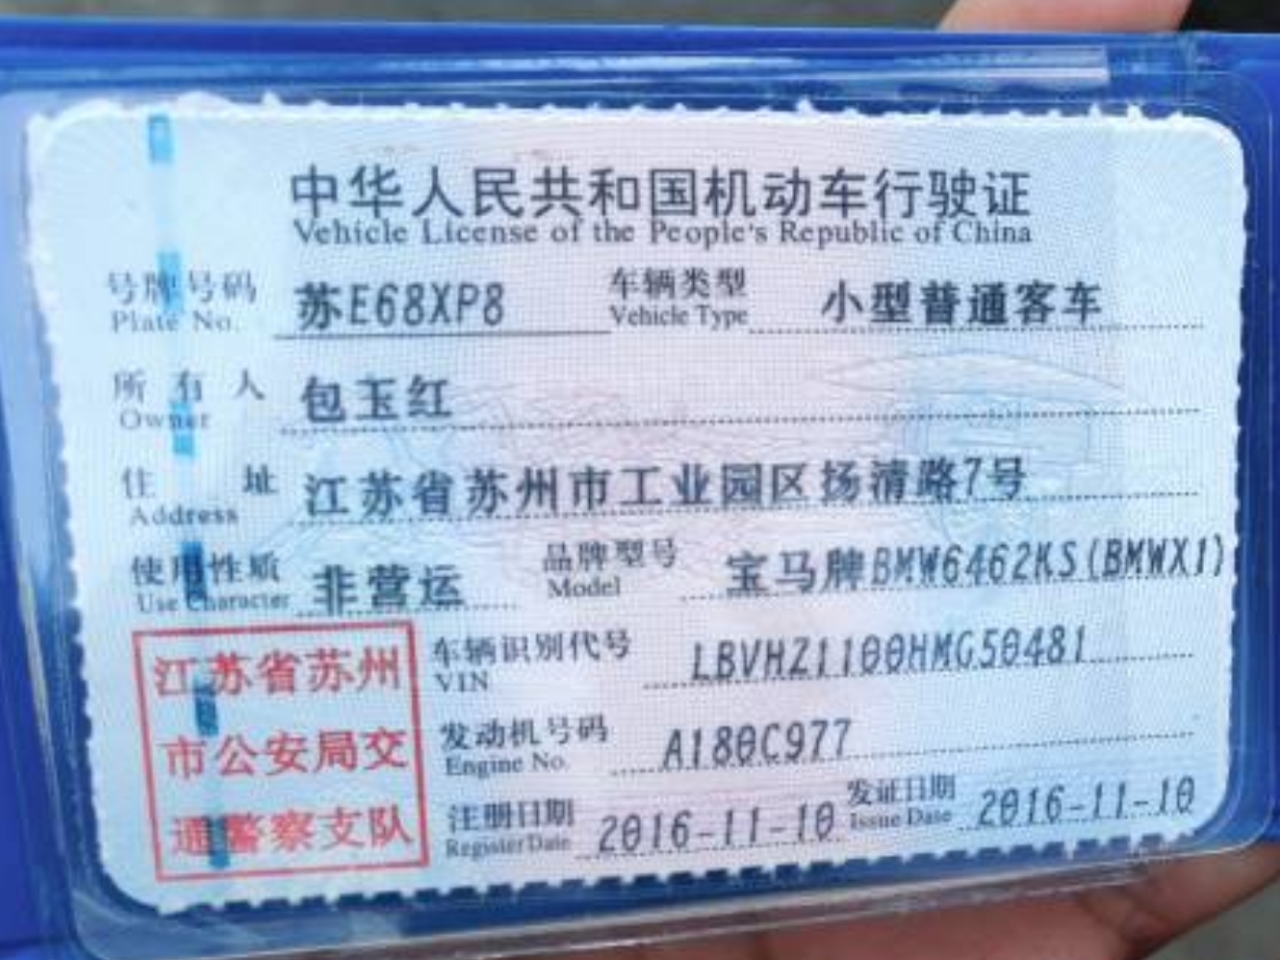 中华人民共和国机动车行驶证
Vehicle License of the People's Republic of China
号牌号码 苏E68XP8 车辆类型 小型普通客车
Plate No. Vehicle Type
所有人 包玉红
Owner
住址 江苏省苏州市工业园区扬清路7号
Address
使用性质 非营运 品牌型号 宝马牌BMW6462KS(BMWX1)
Use Character Model
江苏省苏州
市公安局交
通警察支队
车辆识别代号 LBVHZ1100HMG50481
VIN
发动机号码 A180C977
Engine No.
注册日期 2016-11-10 发证日期 2016-11-10
Register Date Issue Date